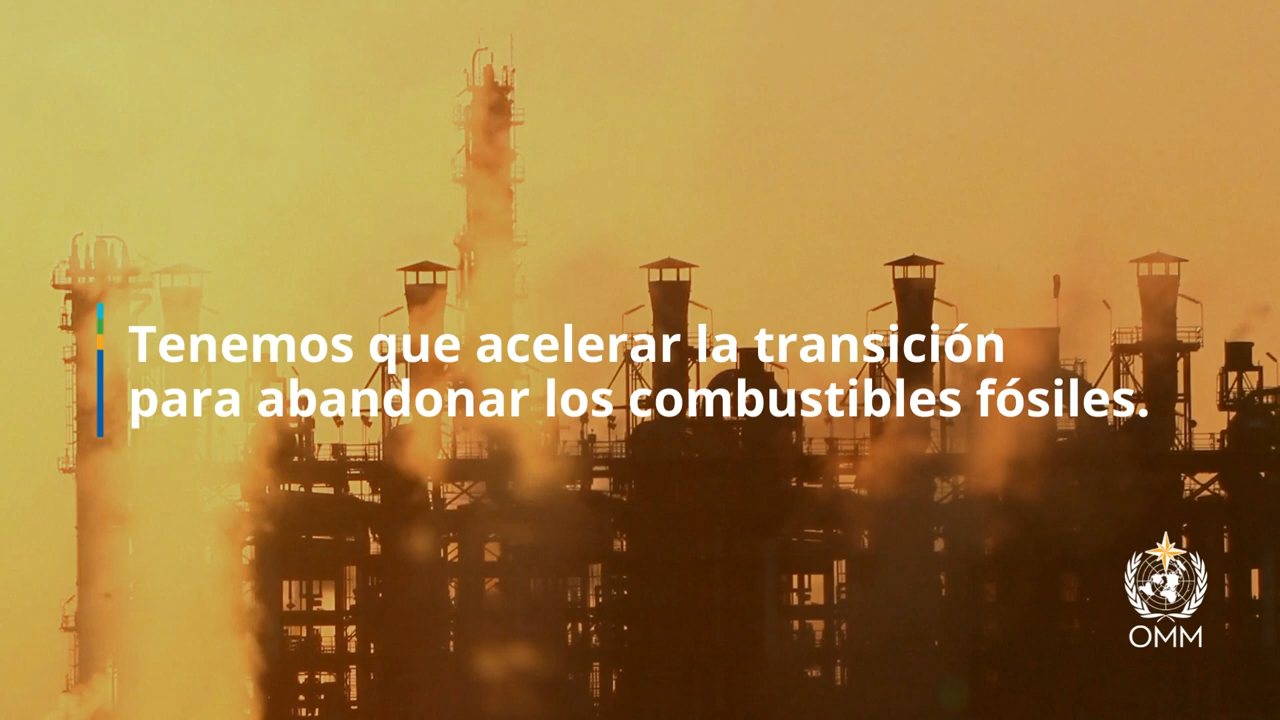 Tenemos que acelerar la transición
para abandonar los combustibles fósiles.
OMM